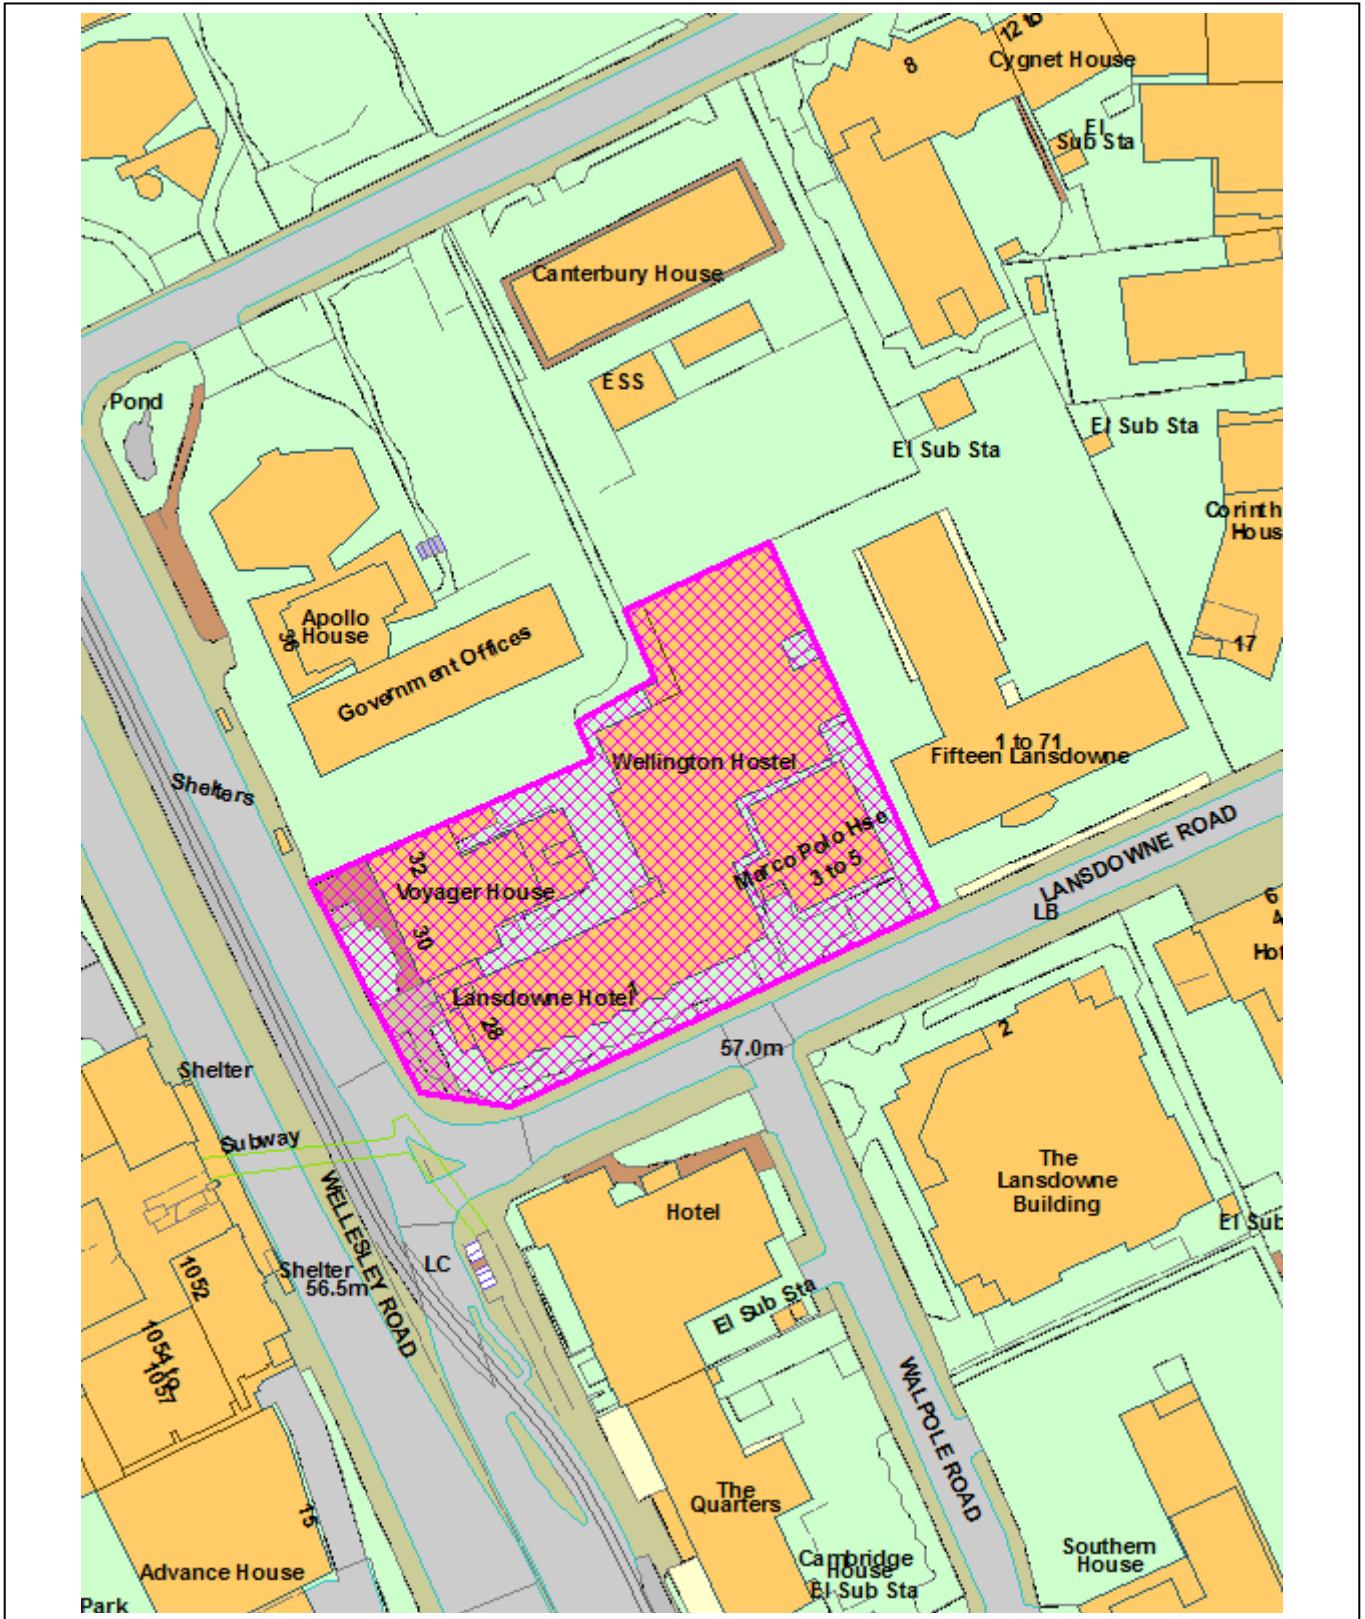 12 to
8
Cygnet House
El
Sub Sta
Canterbury House
ESS
Pond
El Sub Sta
El Sub Sta
Corinth
Hous
Apollo
House
36
Government Offices
17
1 to 71
Fifteen Lansdowne
Wellington Hostel
Shelters
Marco Polo Hse
3 to 5
32
Voyager House
30
LANSDOWNE ROAD
LB
6
4
Hot
Lansdowne Hotel
1
28
2
57.0m
Shelter
Subway
The
Lansdowne
Building
Hotel
El Sub
WELLESLEY ROAD
LC
Shelter
56.5m
1052
El Sub Sta
1054 to
1057
WALPOLE ROAD
The
Quarters
15
Advance House
Cambridge
House
El Sub Sta
Southern
House
Park